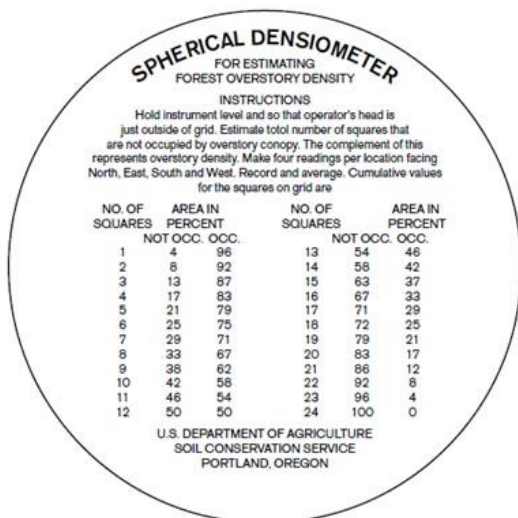 SPHERICAL DENSIOMETER
FOR ESTIMATING
FOREST OVERSTORY DENSITY
INSTRUCTIONS
Hold instrument level and so that operator's head is
just outside of grid. Estimate totol number of squares that
are not occupied by overstory conopy. The complement of this
represents overstory density. Make four readings per location facing
North, East, South and West. Record and average. Cumulative values
for the squares on grid are
NO. OF AREA IN NO. OF AREA IN
SQUARES PERCENT SQUARES PERCENT
NOT OCC. OCC. NOT OCC. OCC.
1 4 96 13 54 46
2 8 92 14 58 42
3 13 87 15 63 37
4 17 83 16 67 33
5 21 79 17 71 29
6 25 75 18 72 25
7 29 71 19 79 21
8 33 67 20 83 17
9 38 62 21 86 12
10 42 58 22 92 8
11 46 54 23 96 4
12 50 50 24 100 0
U.S. DEPARTMENT OF AGRICULTURE
SOIL CONSERVATION SERVICE
PORTLAND, OREGON